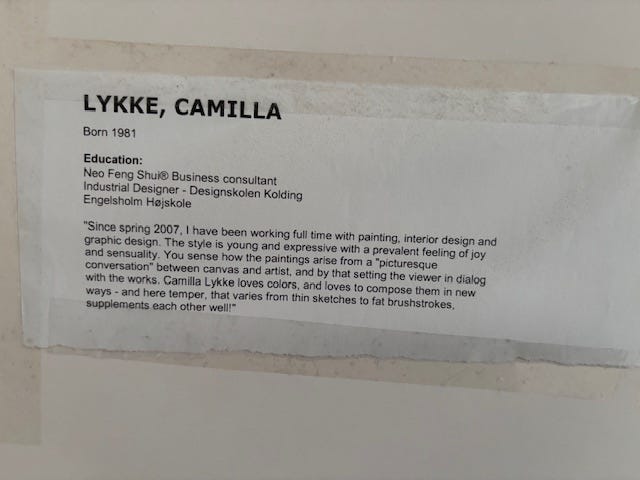 LYKKE, CAMILLA
Born 1981
Education:
Neo Feng Shui® Business consultant
Industrial Designer - Designskolen Kolding
Engelsholm Højskole
"Since spring 2007, I have been working full time with painting, interior design and
graphic design. The style is young and expressive with a prevalent feeling of joy
and sensuality. You sense how the paintings arise from a "picturesque
conversation" between canvas and artist, and by that setting the viewer in dialog
with the works. Camilla Lykke loves colors, and loves to compose them in new
ways - and here temper, that varies from thin sketches to fat brushstrokes,
supplements each other well!"